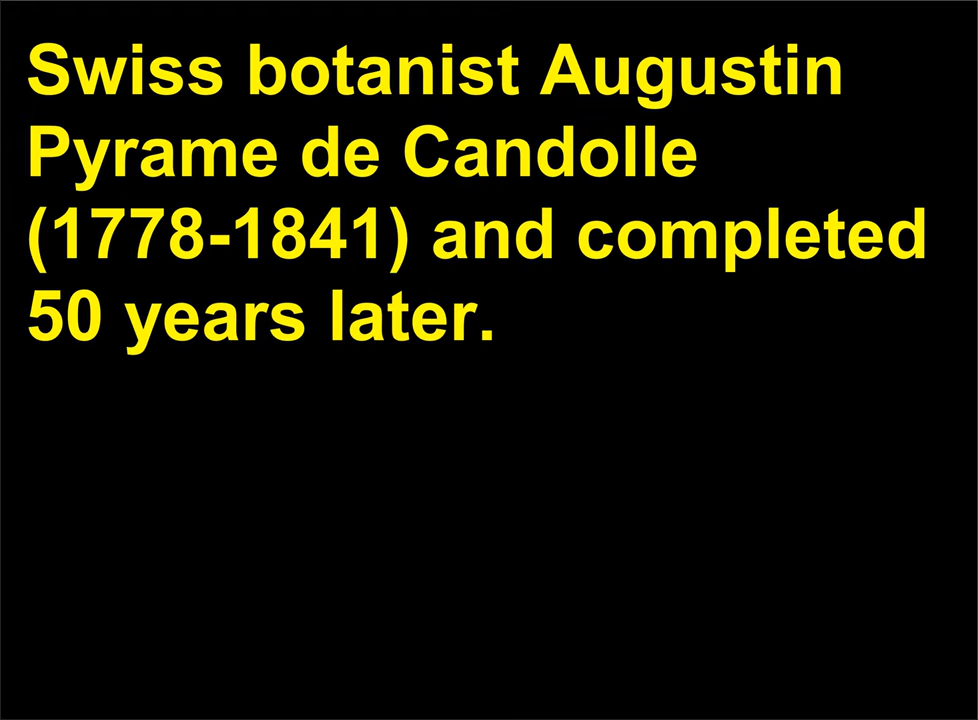 Swiss botanist Augustin
Pyrame de Candolle
(1778-1841) and completed
50 years later.